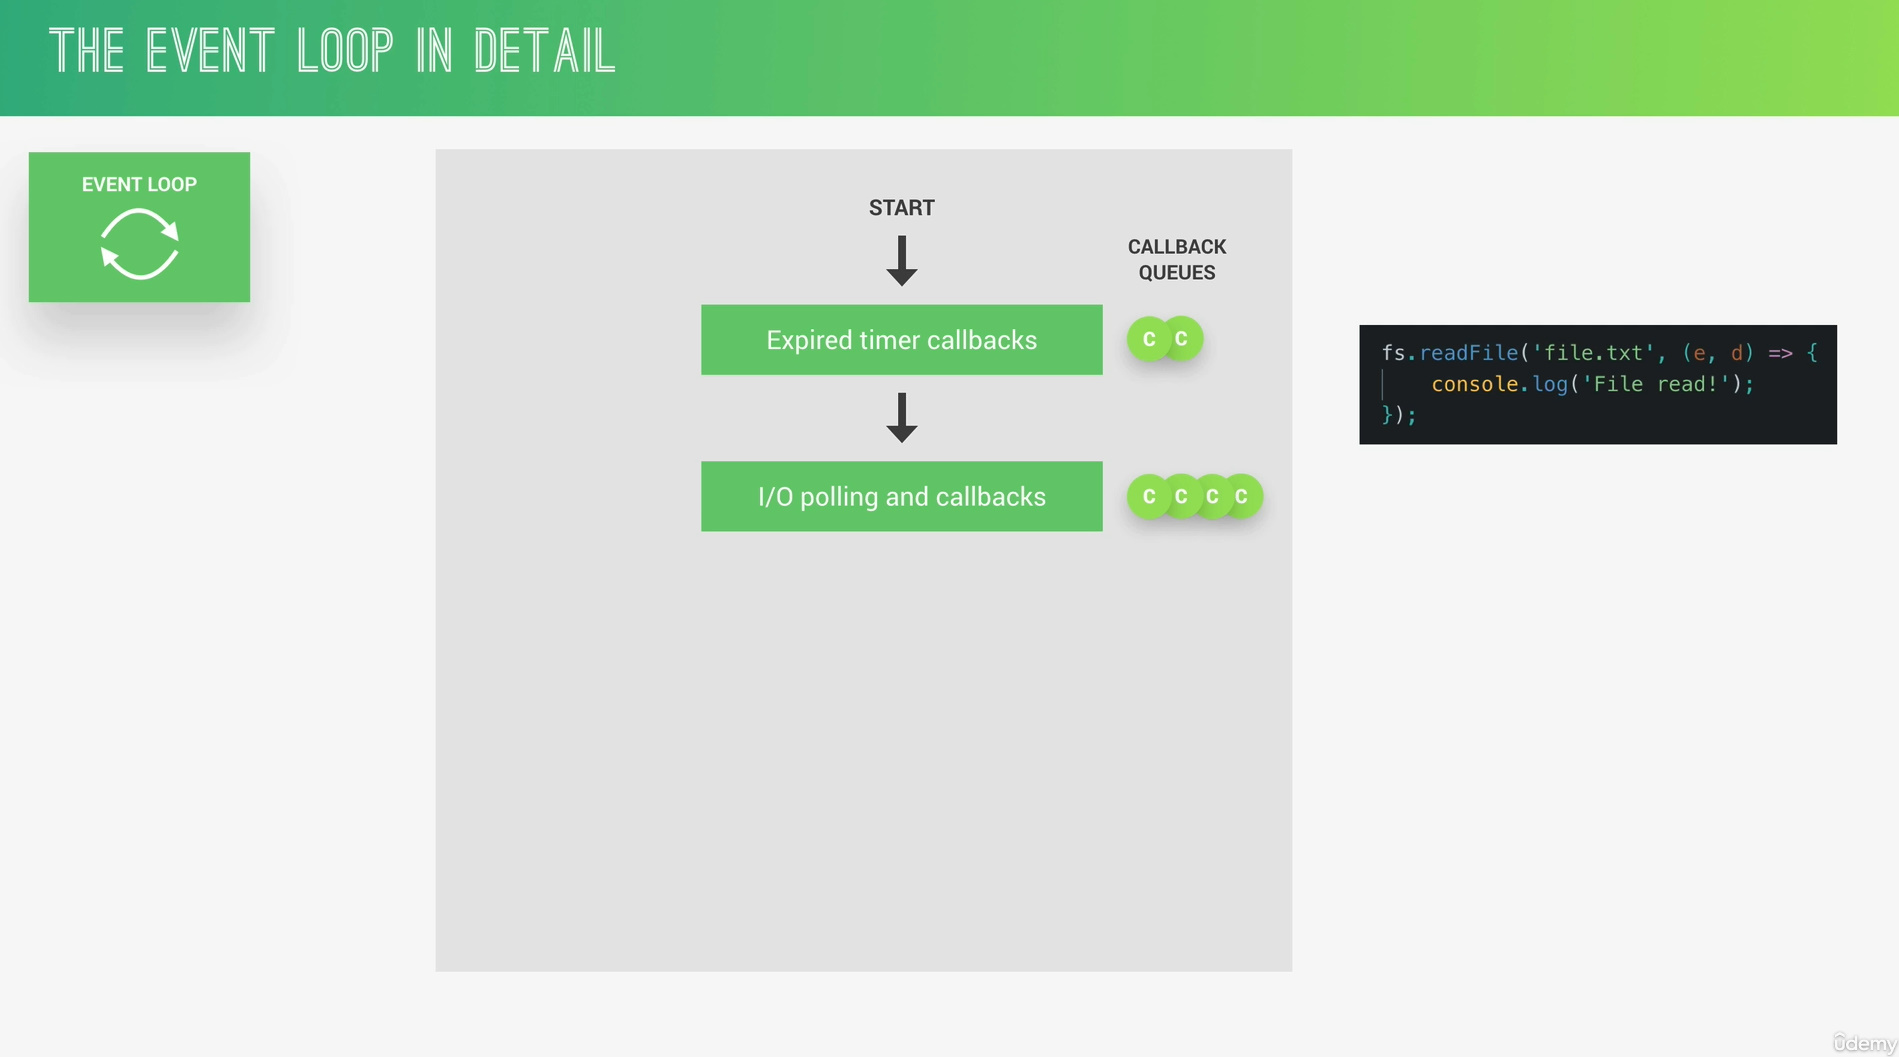 THE EVENT LOOP IN DETAIL
EVENT LOOP
START
CALLBACK
QUEUES
Expired timer callbacks
C C
I/O polling and callbacks
C C C C
fs.readFile('file.txt', (e, d) => {
    console.log('File read!');
});
ûdemy